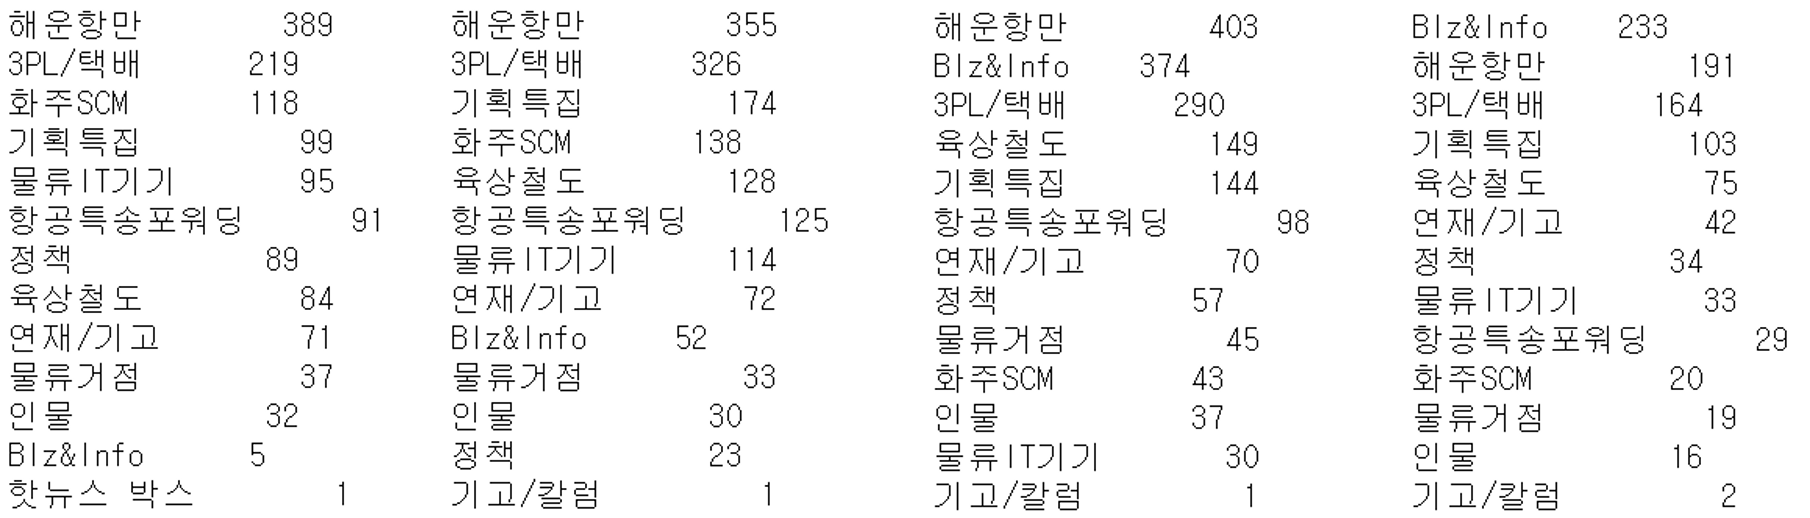 해운항만 389
3PL/택배 219
화주SCM 118
기획특집 99
물류IT기기 95
항공특송포워딩 91
정책 89
육상철도 84
연재/기고 71
물류거점 37
인물 32
BIz&Info 5
핫뉴스 박스 1
해운항만 355
3PL/택배 326
기획특집 174
화주SCM 138
육상철도 128
항공특송포워딩 125
물류IT기기 114
연재/기고 72
BIz&Info 52
물류거점 33
인물 30
정책 23
기고/칼럼 1
해운항만 403
BIz&Info 374
3PL/택배 290
육상철도 149
기획특집 144
항공특송포워딩 98
연재/기고 70
정책 57
물류거점 45
화주SCM 43
인물 37
물류IT기기 30
기고/칼럼 1
BIz&Info 233
해운항만 191
3PL/택배 164
기획특집 103
육상철도 75
연재/기고 42
정책 34
물류IT기기 33
항공특송포워딩 29
화주SCM 20
물류거점 19
인물 16
기고/칼럼 2